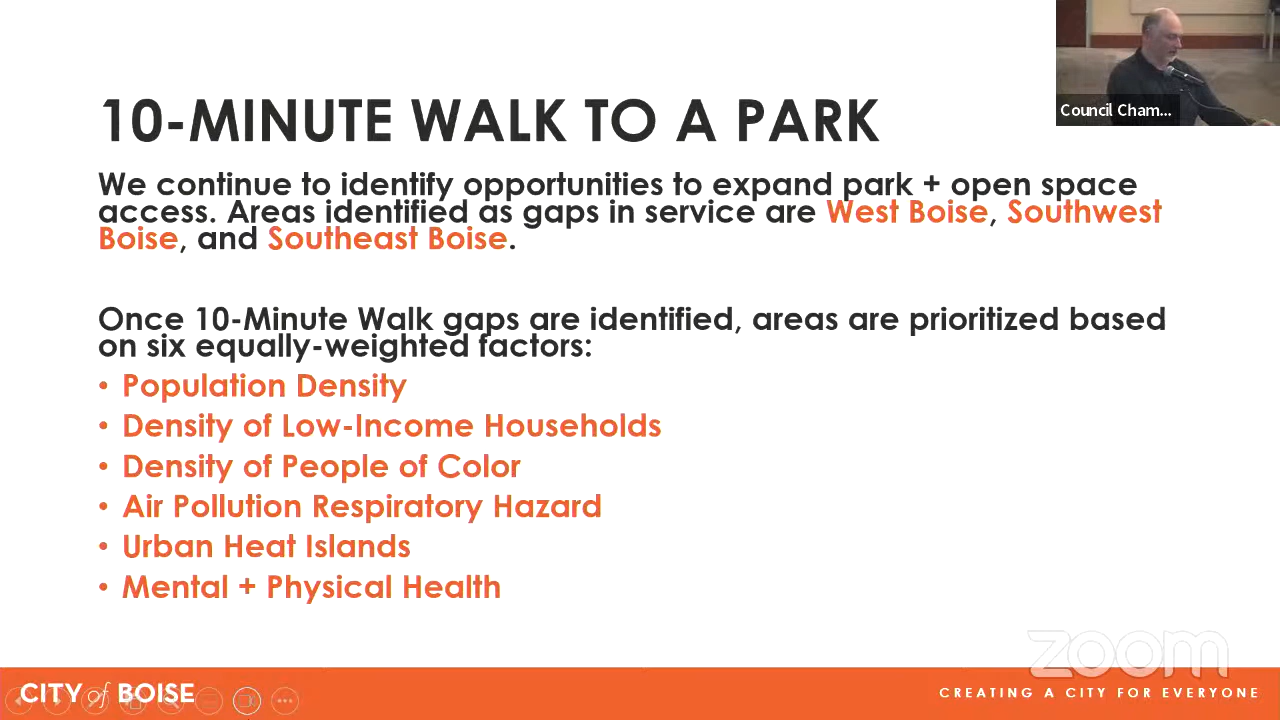 10-MINUTE WALK TO A PARK
Council Cham...
We continue to identify opportunities to expand park + open space
access. Areas identified as gaps in service are West Boise, Southwest
Boise, and Southeast Boise.
Once 10-Minute Walk gaps are identified, areas are prioritized based
on six equally-weighted factors:
• Population Density
• Density of Low-Income Households
• Density of People of Color
• Air Pollution Respiratory Hazard
• Urban Heat Islands
• Mental + Physical Health
zoom
CITY of BOISE
CREATING A CITY FOR EVERYONE